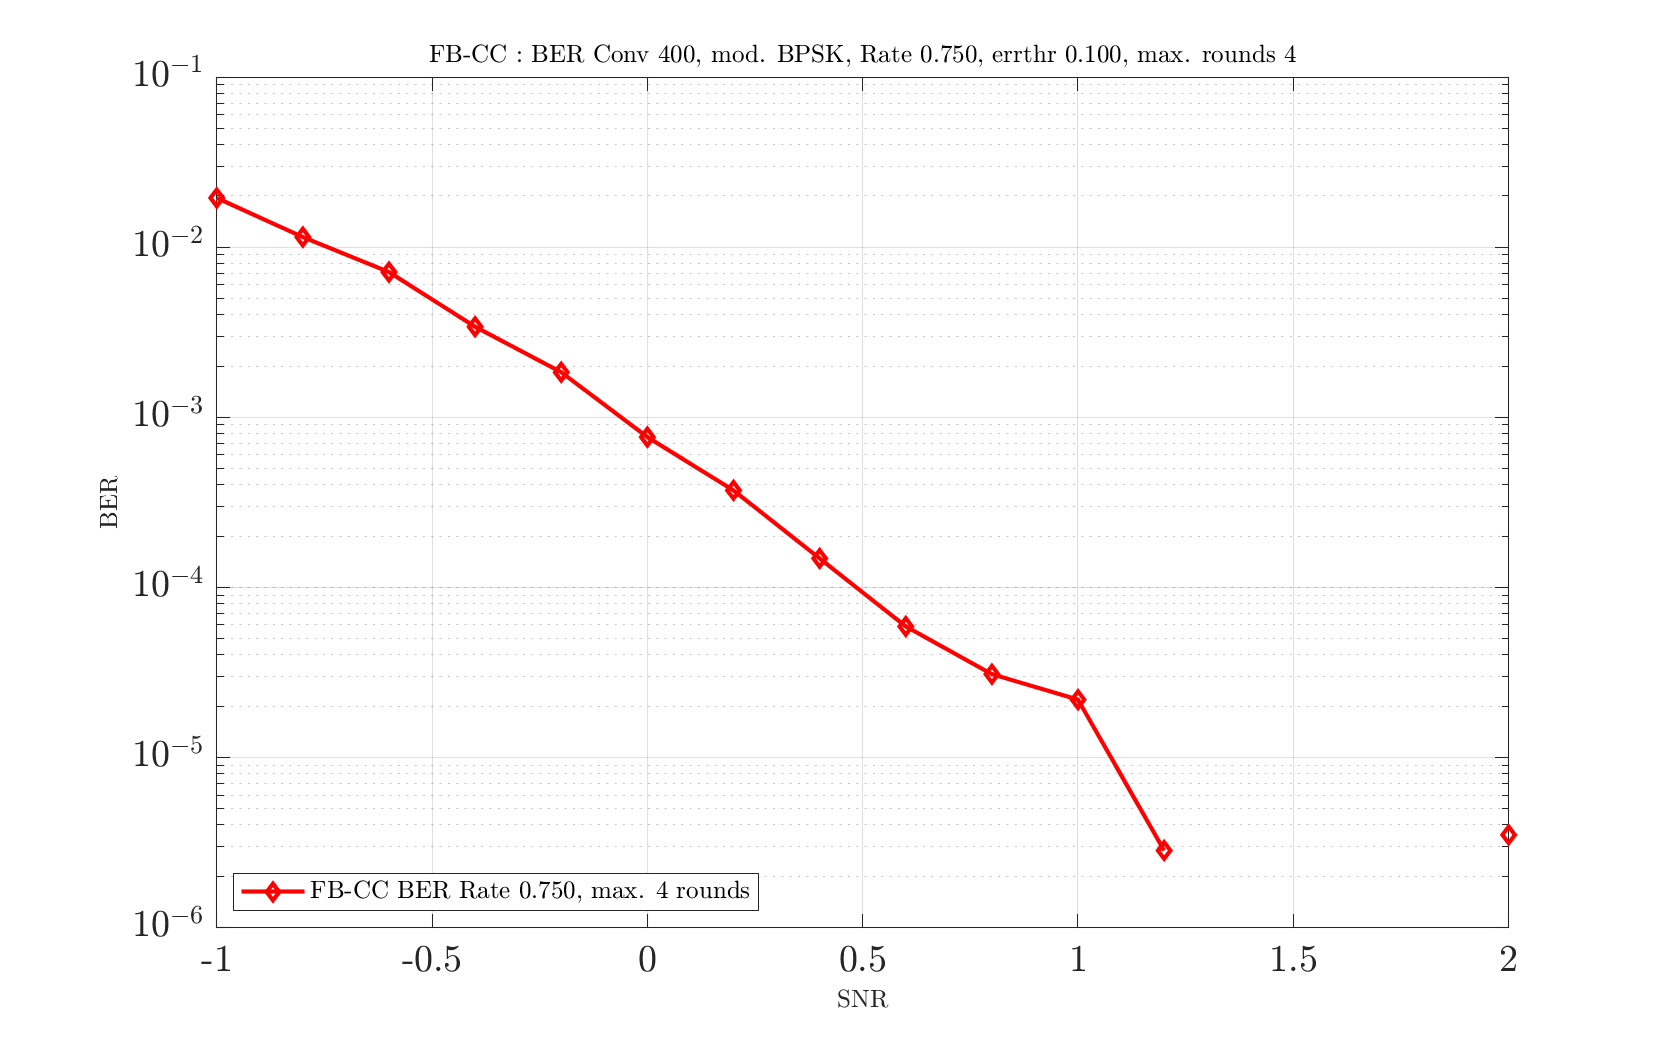 FB-CC : BER Conv 400, mod. BPSK, Rate 0.750, errthr 0.100, max. rounds 4
10^{-1}
10^{-2}
10^{-3}
10^{-4}
10^{-5}
10^{-6}
BER
FB-CC BER Rate 0.750, max. 4 rounds
-1 -0.5 0 0.5 1 1.5 2
SNR